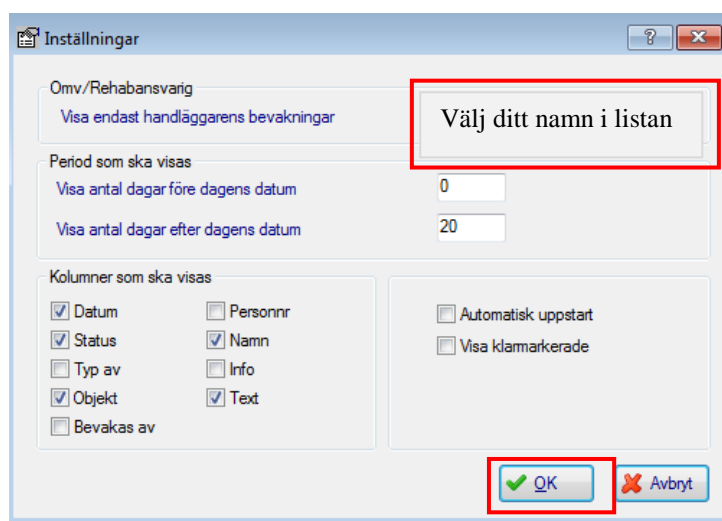 Inställningar
Omv/Rehabansvarig
Visa endast handläggarens bevakningar
Välj ditt namn i listan
Period som ska visas
Visa antal dagar före dagens datum 0
Visa antal dagar efter dagens datum 20
Kolumner som ska visas
Datum Personnr
Status Namn
Typ av Info
Objekt Text
Bevakas av
Automatisk uppstart
Visa klarmarkerade
OK Avbryt